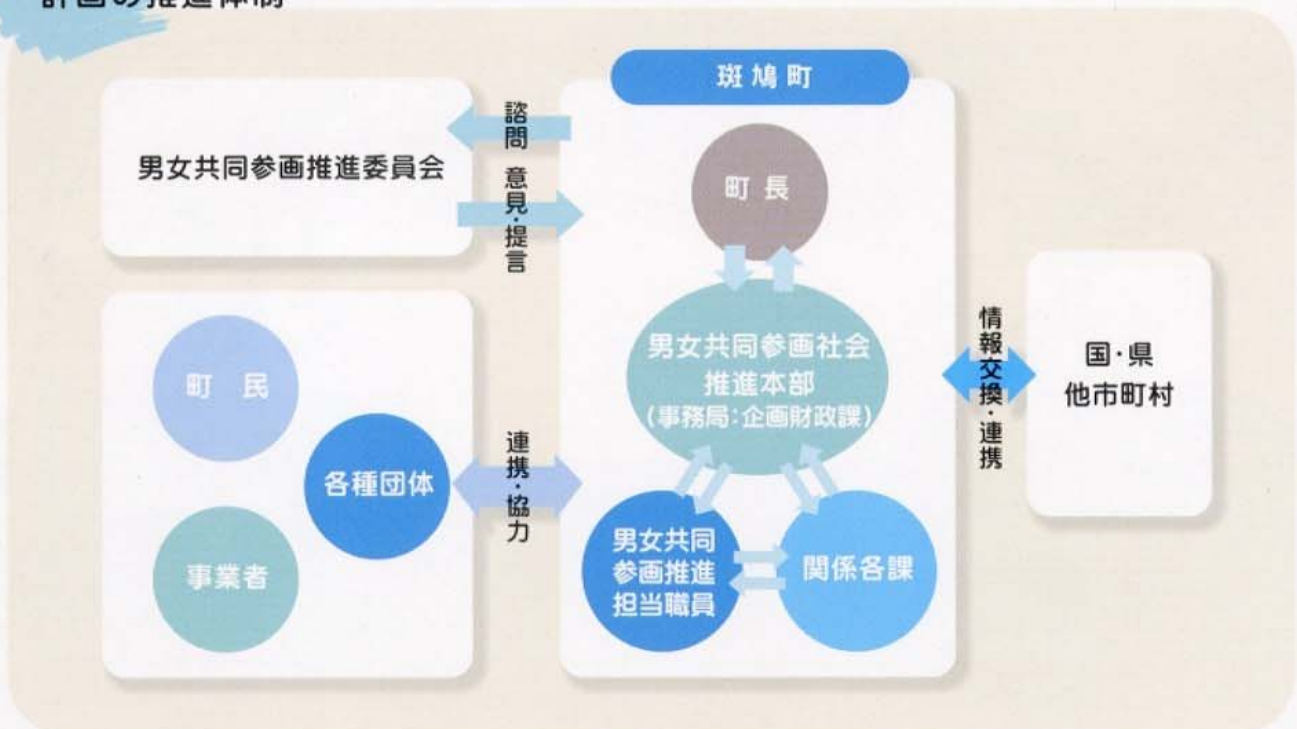 計画の推進体制
斑鳩町
男女共同参画推進委員会
諮問
意見・提言
町長
男女共同参画社会
推進本部
(事務局:企画財政課)
男女共同
参画推進
担当職員
関係各課
町民
各種団体
事業者
連携・協力
情報交換・連携
国・県
他市町村